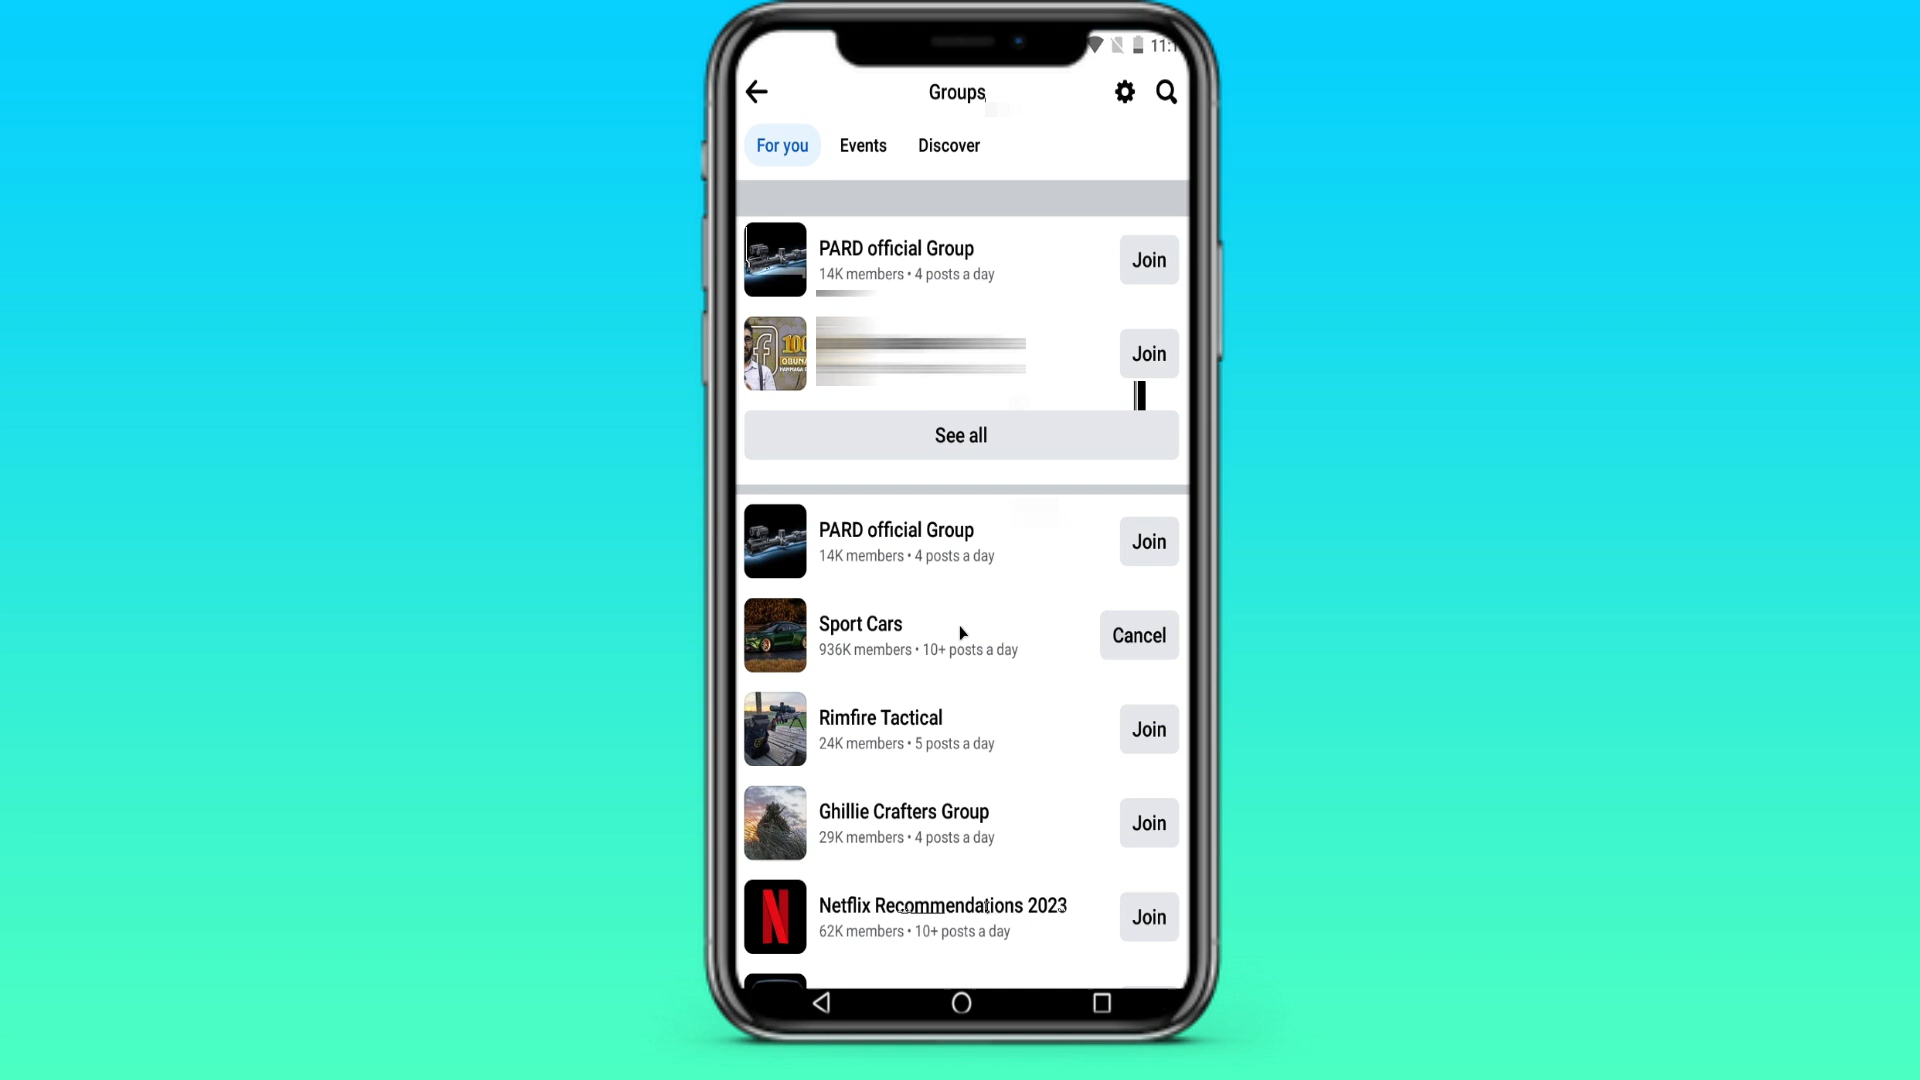 11:1
Groups
For you
Events
Discover
PARD official Group
14K members • 4 posts a day
Join
100
OBUNA
Join
See all
PARD official Group
14K members • 4 posts a day
Join
Sport Cars
936K members • 10+ posts a day
Cancel
Rimfire Tactical
24K members • 5 posts a day
Join
Ghillie Crafters Group
29K members • 4 posts a day
Join
Netflix Recommendations 2023
62K members • 10+ posts a day
Join